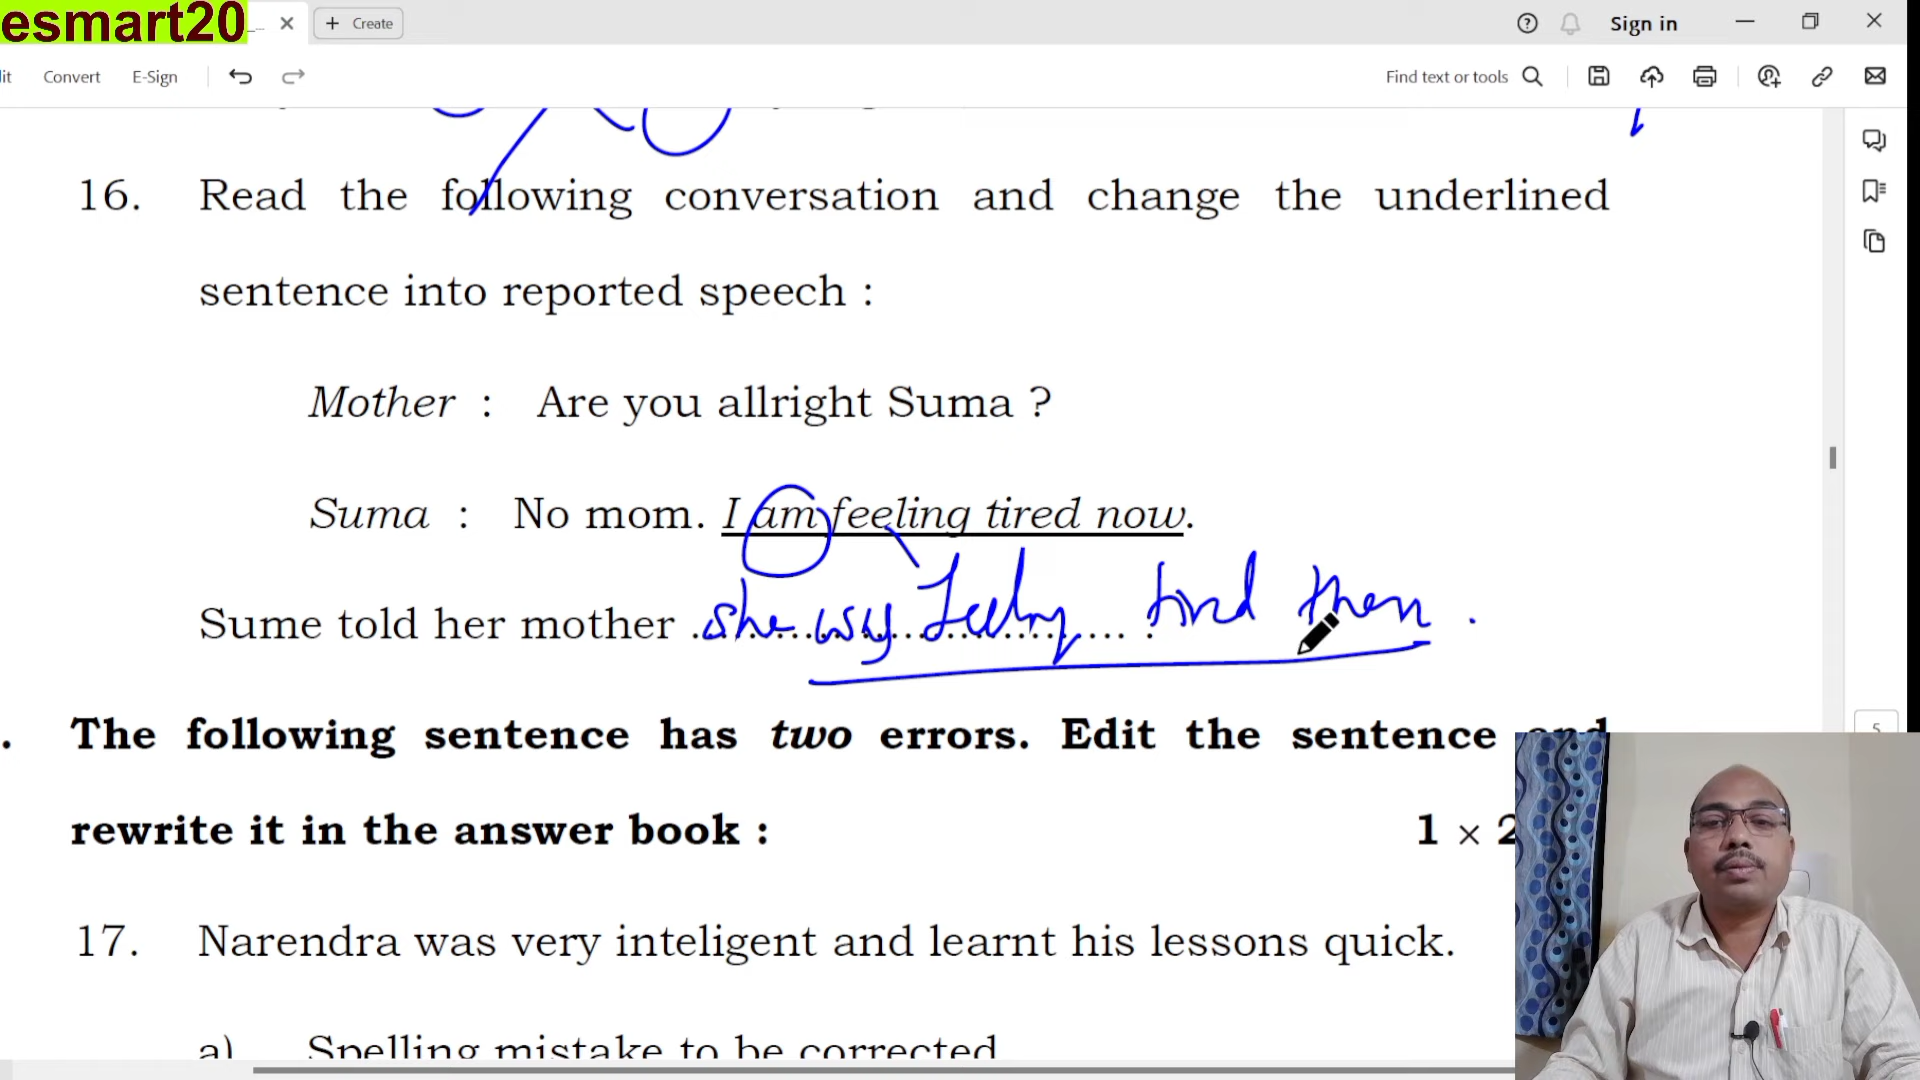 esmart20
+ Create
Sign in
it Convert E-Sign
Find text or tools
16. Read the following conversation and change the underlined
sentence into reported speech :
Mother : Are you allright Suma ?
Suma : No mom. I am feeling tired now.
Sume told her mother she was feeling tired then .
. The following sentence has two errors. Edit the sentence and
rewrite it in the answer book : 1 × 2
17. Narendra was very inteligent and learnt his lessons quick.
a) Spelling mistake to be corrected
5